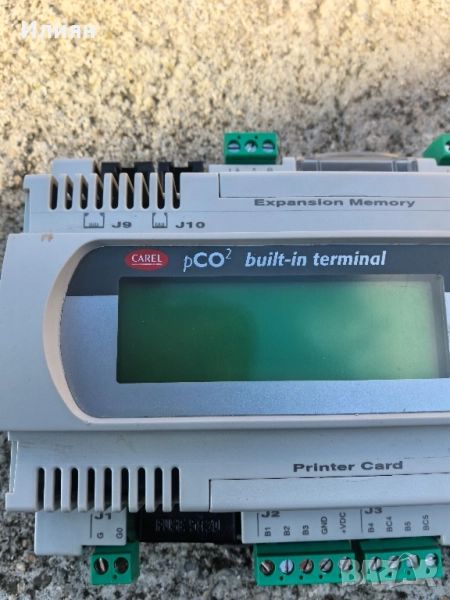 Илиян
Expansion Memory
J9 J10
CAREL pCO² built-in terminal
Printer Card
J1 J2 J3
G G0 B1 B2 B3 GND +VDC B4 BC4 B5 BC5
BAZAR